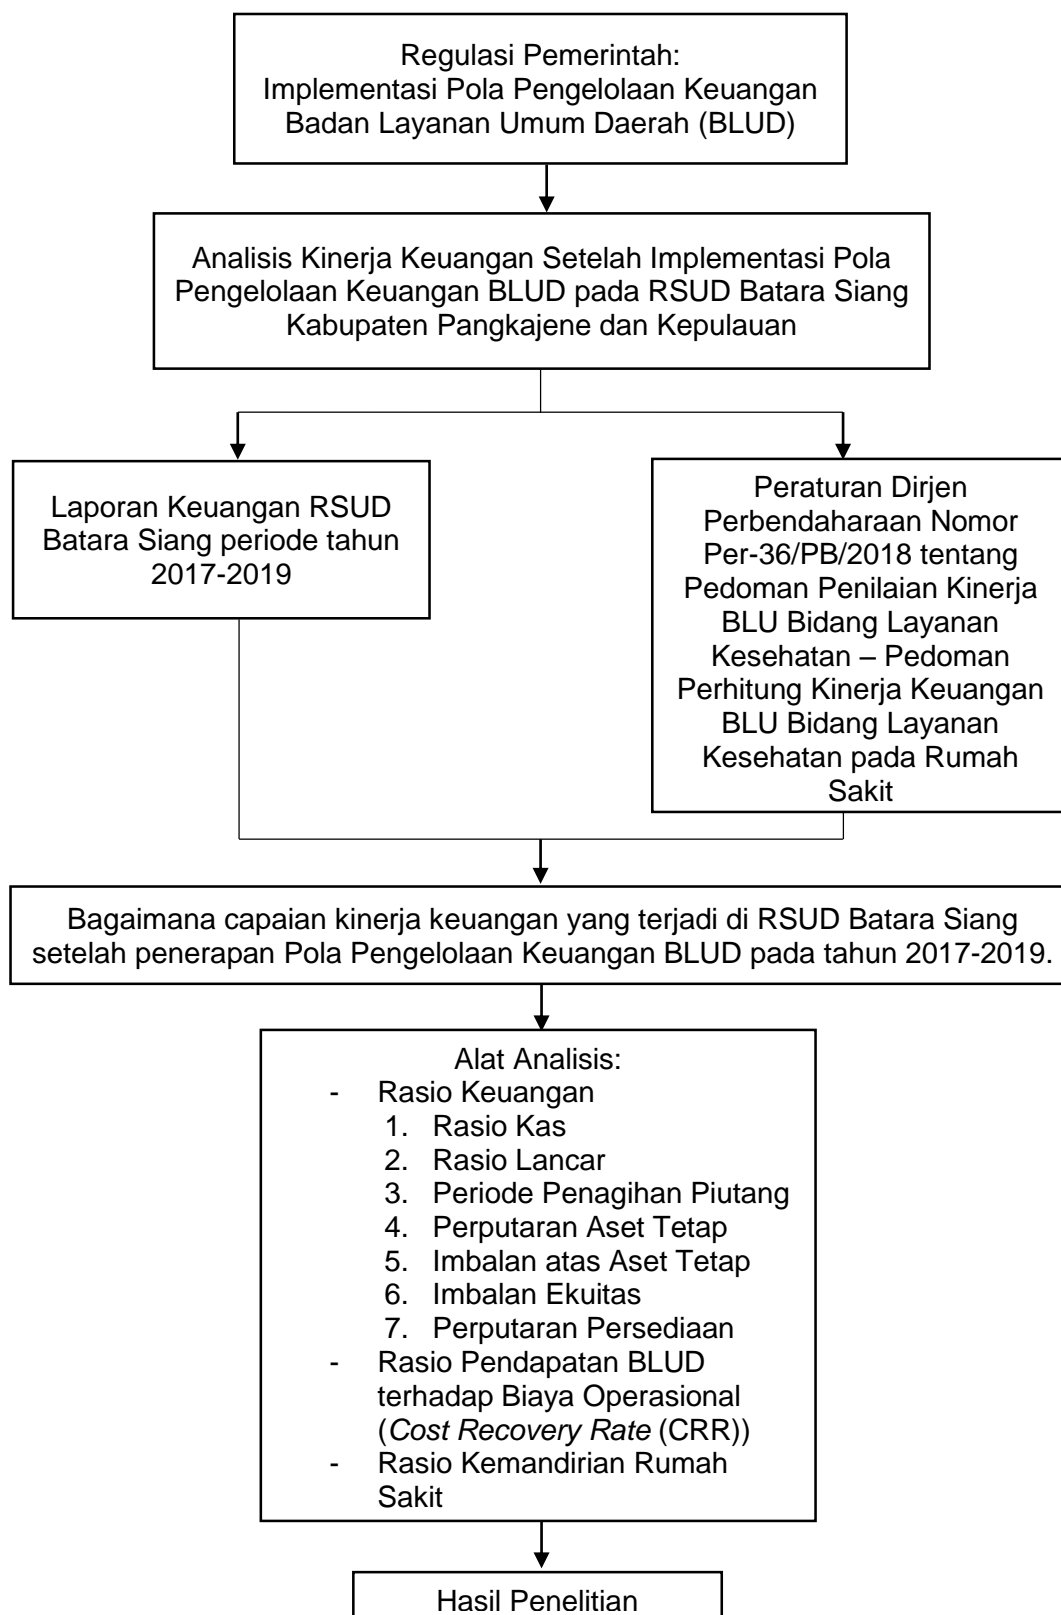 Regulasi Pemerintah:
Implementasi Pola Pengelolaan Keuangan
Badan Layanan Umum Daerah (BLUD)
Analisis Kinerja Keuangan Setelah Implementasi Pola
Pengelolaan Keuangan BLUD pada RSUD Batara Siang
Kabupaten Pangkajene dan Kepulauan
Laporan Keuangan RSUD
Batara Siang periode tahun
2017-2019
Peraturan Dirjen
Perbendaharaan Nomor
Per-36/PB/2018 tentang
Pedoman Penilaian Kinerja
BLU Bidang Layanan
Kesehatan – Pedoman
Perhitung Kinerja Keuangan
BLU Bidang Layanan
Kesehatan pada Rumah
Sakit
Bagaimana capaian kinerja keuangan yang terjadi di RSUD Batara Siang
setelah penerapan Pola Pengelolaan Keuangan BLUD pada tahun 2017-2019.
Alat Analisis:
- Rasio Keuangan
1. Rasio Kas
2. Rasio Lancar
3. Periode Penagihan Piutang
4. Perputaran Aset Tetap
5. Imbalan atas Aset Tetap
6. Imbalan Ekuitas
7. Perputaran Persediaan
- Rasio Pendapatan BLUD
terhadap Biaya Operasional
(Cost Recovery Rate (CRR))
- Rasio Kemandirian Rumah
Sakit
Hasil Penelitian